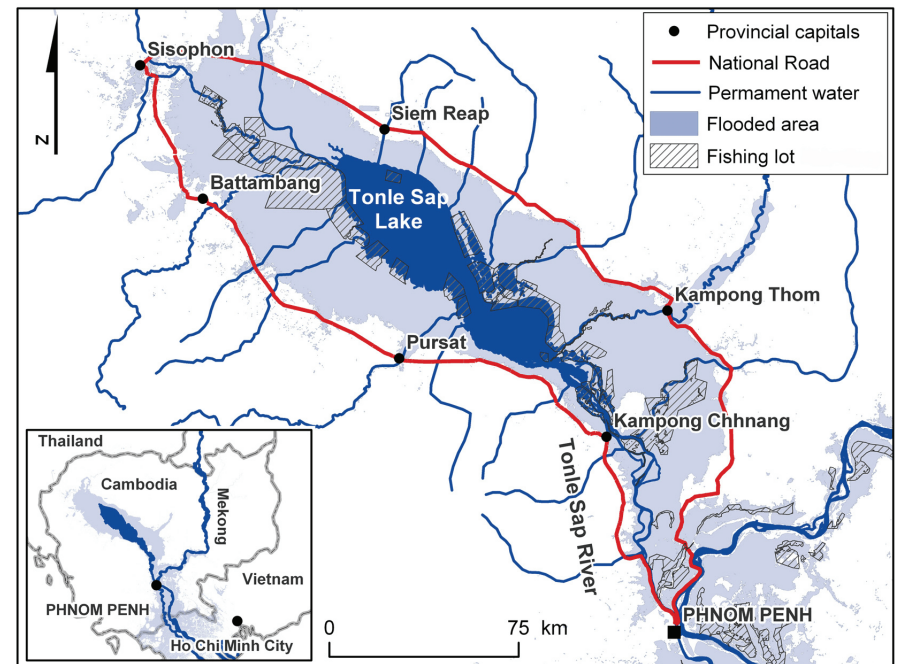 Sisophon
Siem Reap
Battambang
Tonle Sap
Lake
Kampong Thom
Pursat
Kampong Chhnang
Tonle Sap River
PHNOM PENH
N
Provincial capitals
National Road
Permament water
Flooded area
Fishing lot
Thailand
Cambodia
Mekong
Vietnam
PHNOM PENH
Ho Chi Minh City
0 75 km